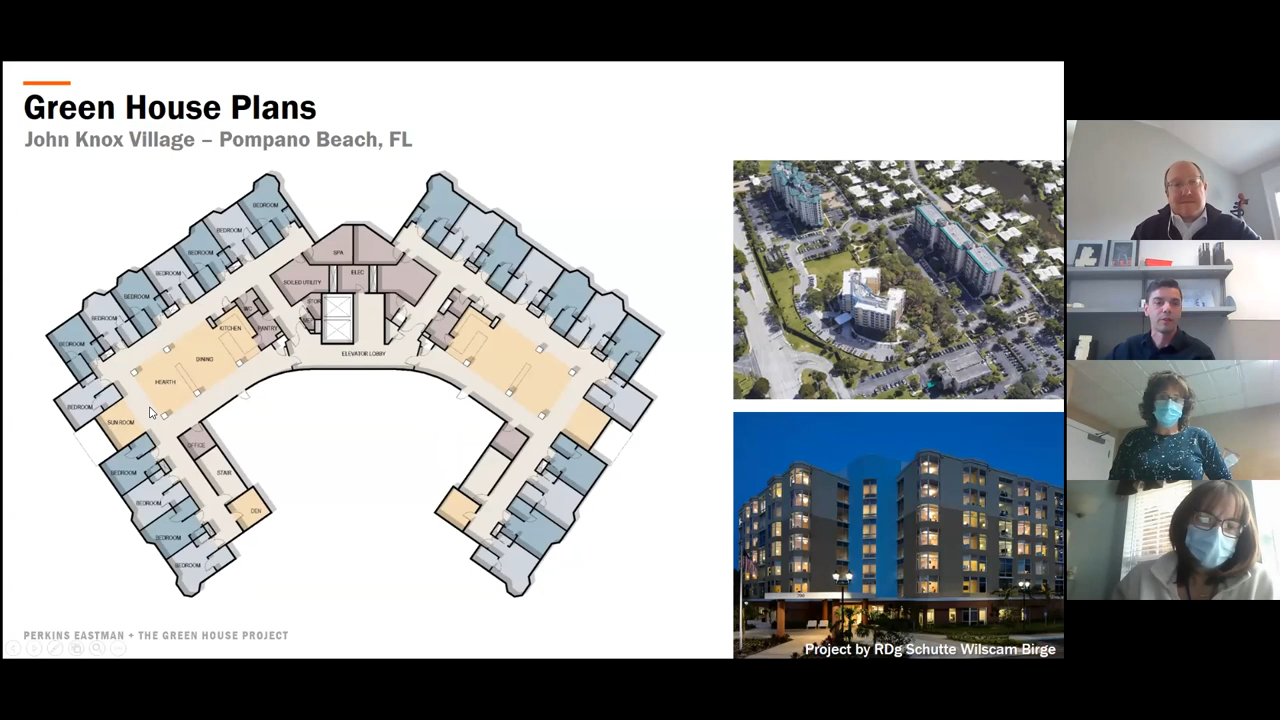 Green House Plans
John Knox Village – Pompano Beach, FL
BEDROOM
BEDROOM
BEDROOM
BEDROOM
BEDROOM
BEDROOM
BEDROOM
BEDROOM
SPA
ELEC
SOILED UTILITY
STOR
WC
KITCHEN
PANTRY
DINING
ELEVATOR LOBBY
HEARTH
SUN ROOM
OFFICE
BEDROOM
STAIR
BEDROOM
DEN
BEDROOM
BEDROOM
PERKINS EASTMAN + THE GREEN HOUSE PROJECT
Project by RDg Schutte Wilscam Birge